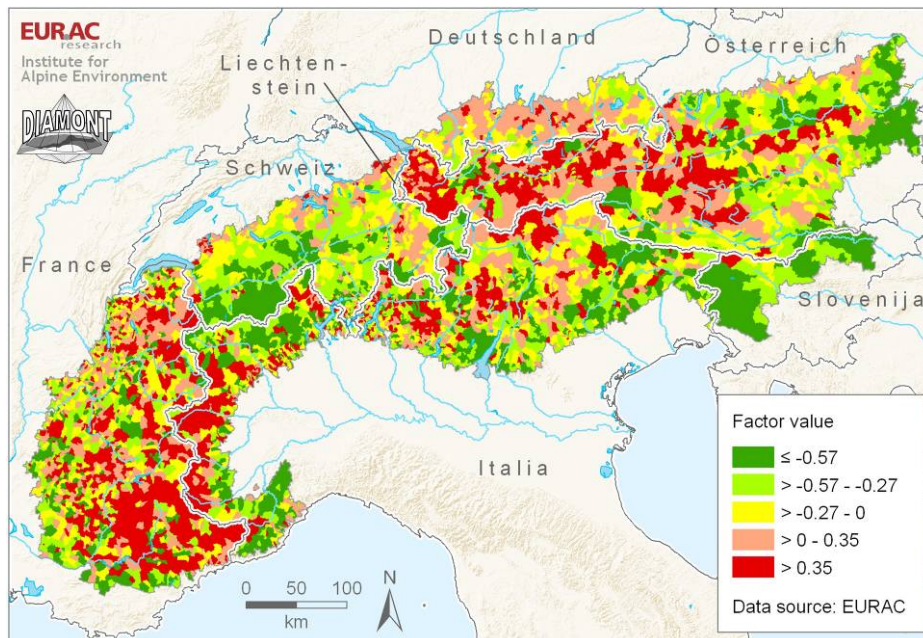 EURAC
research
Institute for
Alpine Environment
DIAMONT
Deutschland
Österreich
Liechten-
stein
Schweiz
France
Slovenija
Italia
Factor value
≤ -0.57
> -0.57 - -0.27
> -0.27 - 0
> 0 - 0.35
> 0.35
Data source: EURAC
0 50 100
km
N